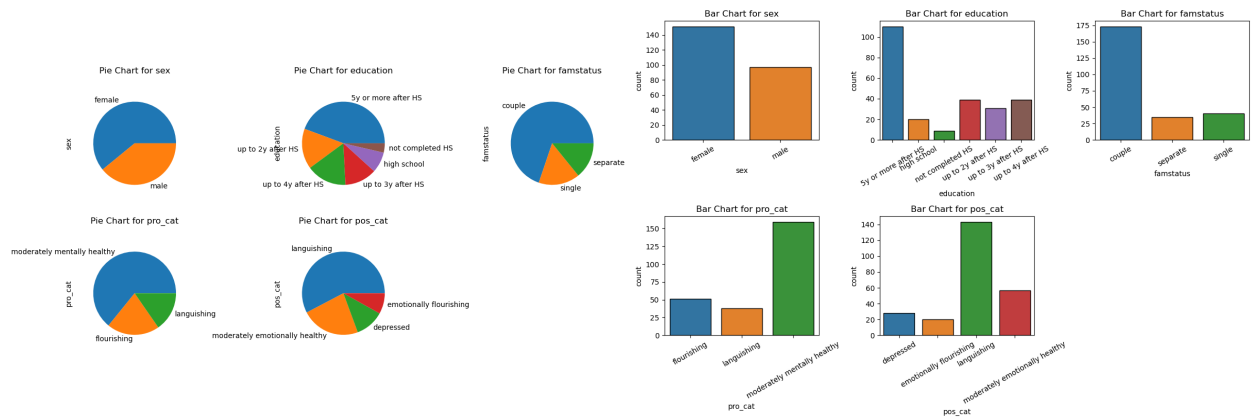 Pie Chart for sex
female
sex
male
Pie Chart for education
5y or more after HS
education
up to 2y after HS
not completed HS
high school
up to 4y after HS
up to 3y after HS
Pie Chart for famstatus
couple
famstatus
separate
single
Pie Chart for pro_cat
moderately mentally healthy
pro_cat
languishing
flourishing
Pie Chart for pos_cat
languishing
pos_cat
emotionally flourishing
moderately emotionally healthy
depressed
Bar Chart for sex
140
120
100
80
60
40
20
0
count
female
male
sex
Bar Chart for education
100
80
60
40
20
0
count
5y or more after HS
high school
not completed HS
up to 2y after HS
up to 3y after HS
up to 4y after HS
education
Bar Chart for famstatus
175
150
125
100
75
50
25
0
count
couple
separate
single
famstatus
Bar Chart for pro_cat
150
125
100
75
50
25
0
count
flourishing
languishing
moderately mentally healthy
pro_cat
Bar Chart for pos_cat
140
120
100
80
60
40
20
0
count
depressed
emotionally flourishing
languishing
moderately emotionally healthy
pos_cat